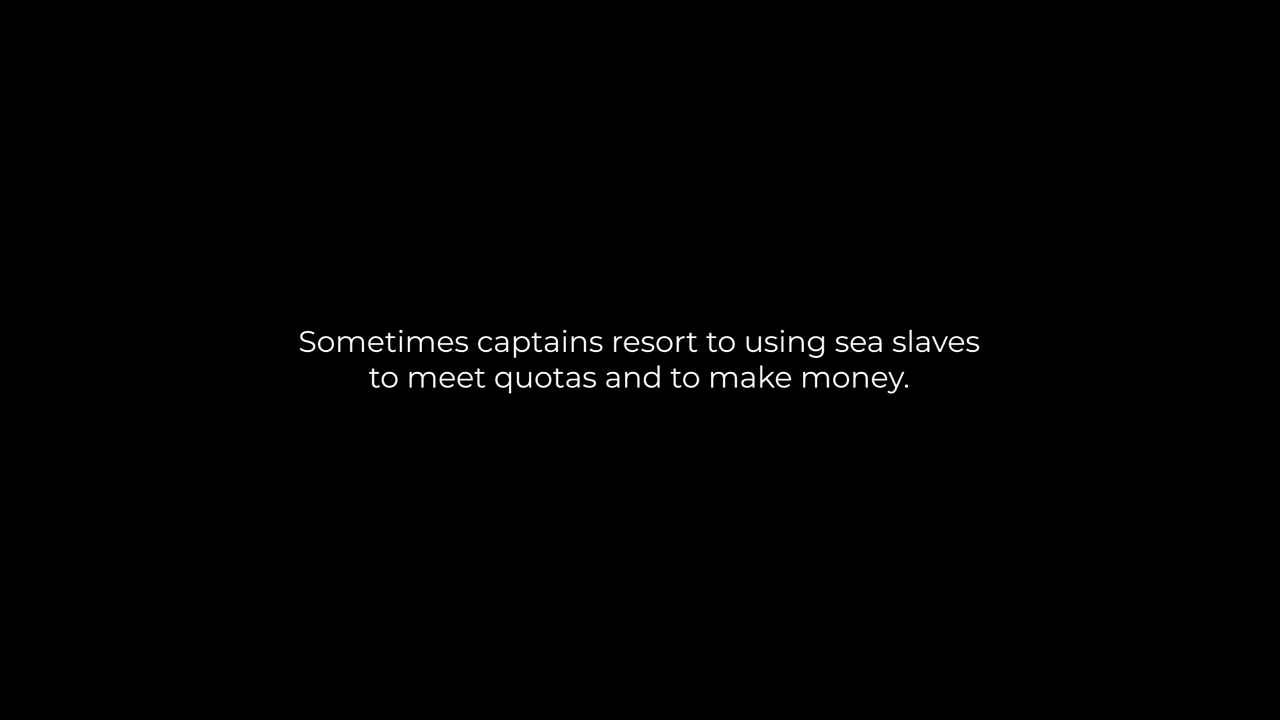 Sometimes captains resort to using sea slaves
to meet quotas and to make money.